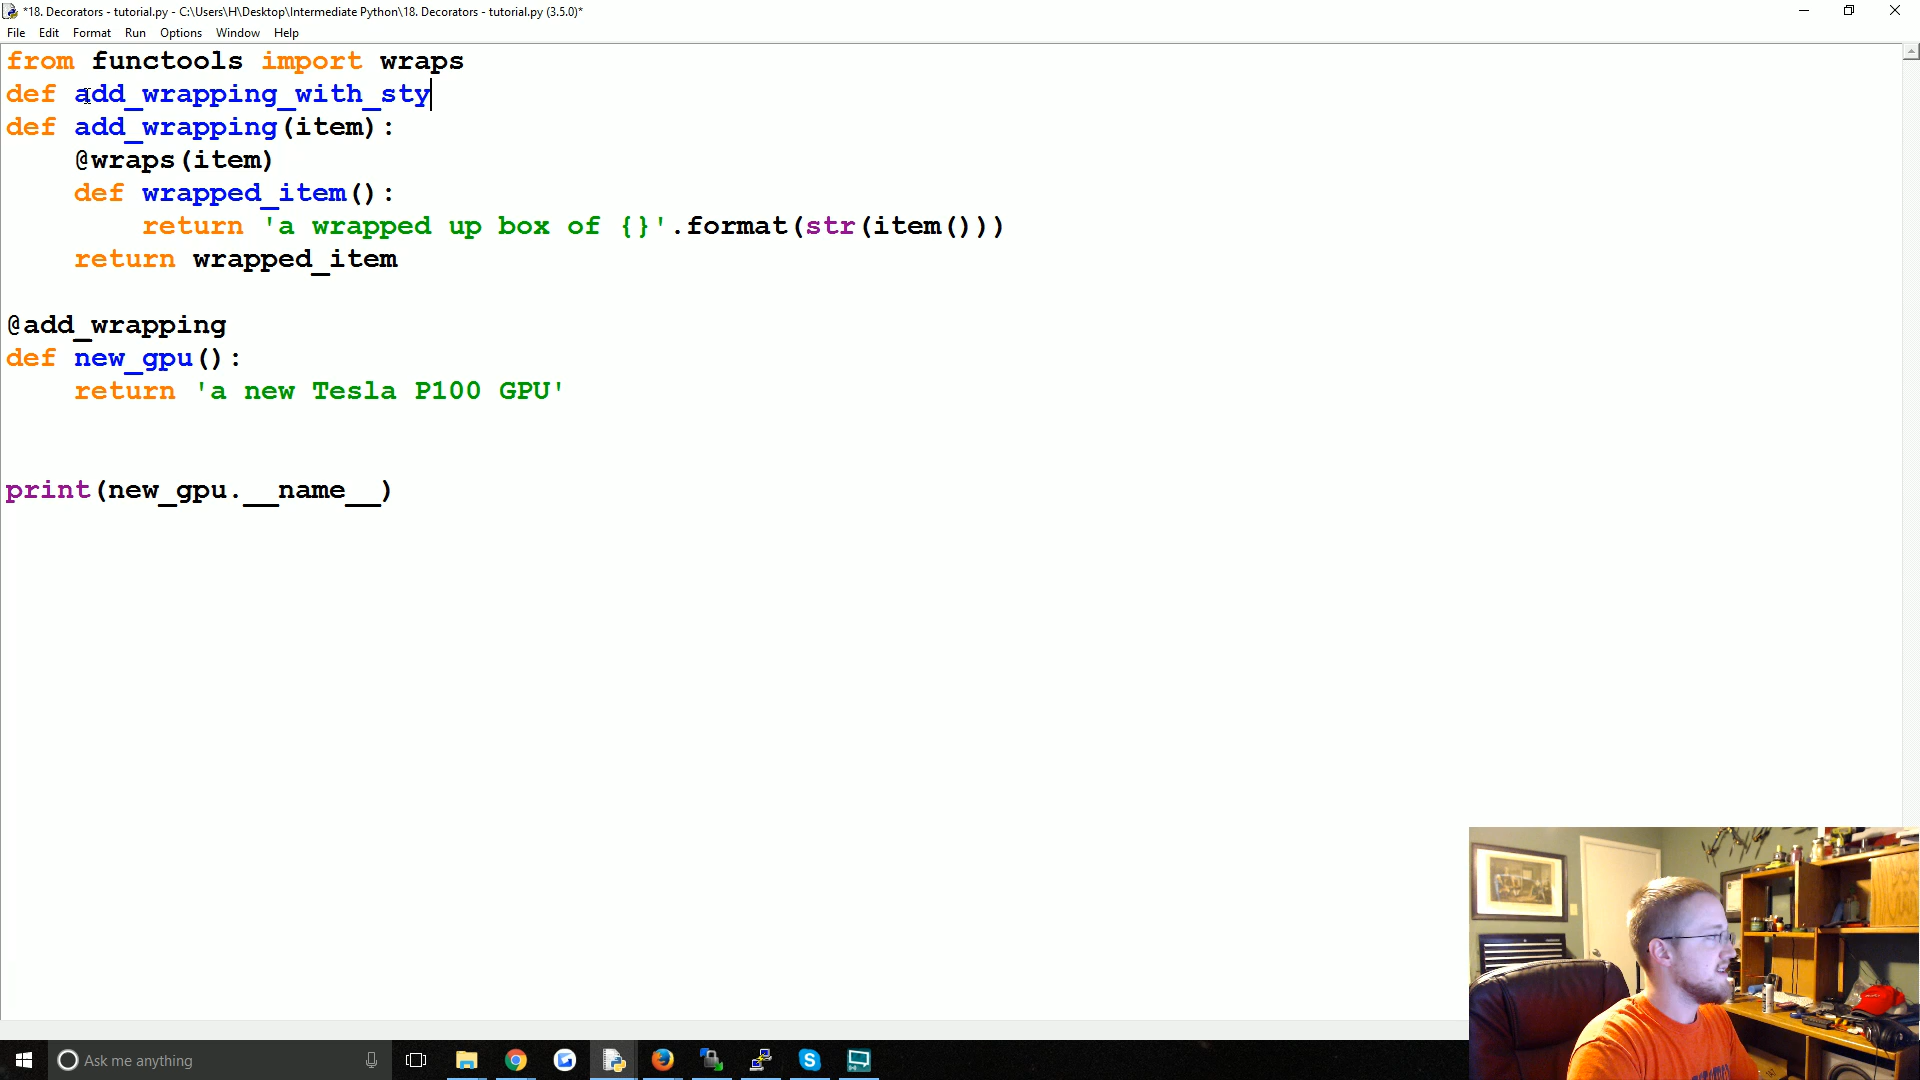 *18. Decorators - tutorial.py - C:\Users\H\Desktop\Intermediate Python\18. Decorators - tutorial.py (3.5.0)*
File Edit Format Run Options Window Help
from functools import wraps
def add_wrapping_with_sty
def add_wrapping(item):
    @wraps(item)
    def wrapped_item():
        return 'a wrapped up box of {}'.format(str(item()))
    return wrapped_item
@add_wrapping
def new_gpu():
    return 'a new Tesla P100 GPU'
print(new_gpu.__name__)
Ask me anything